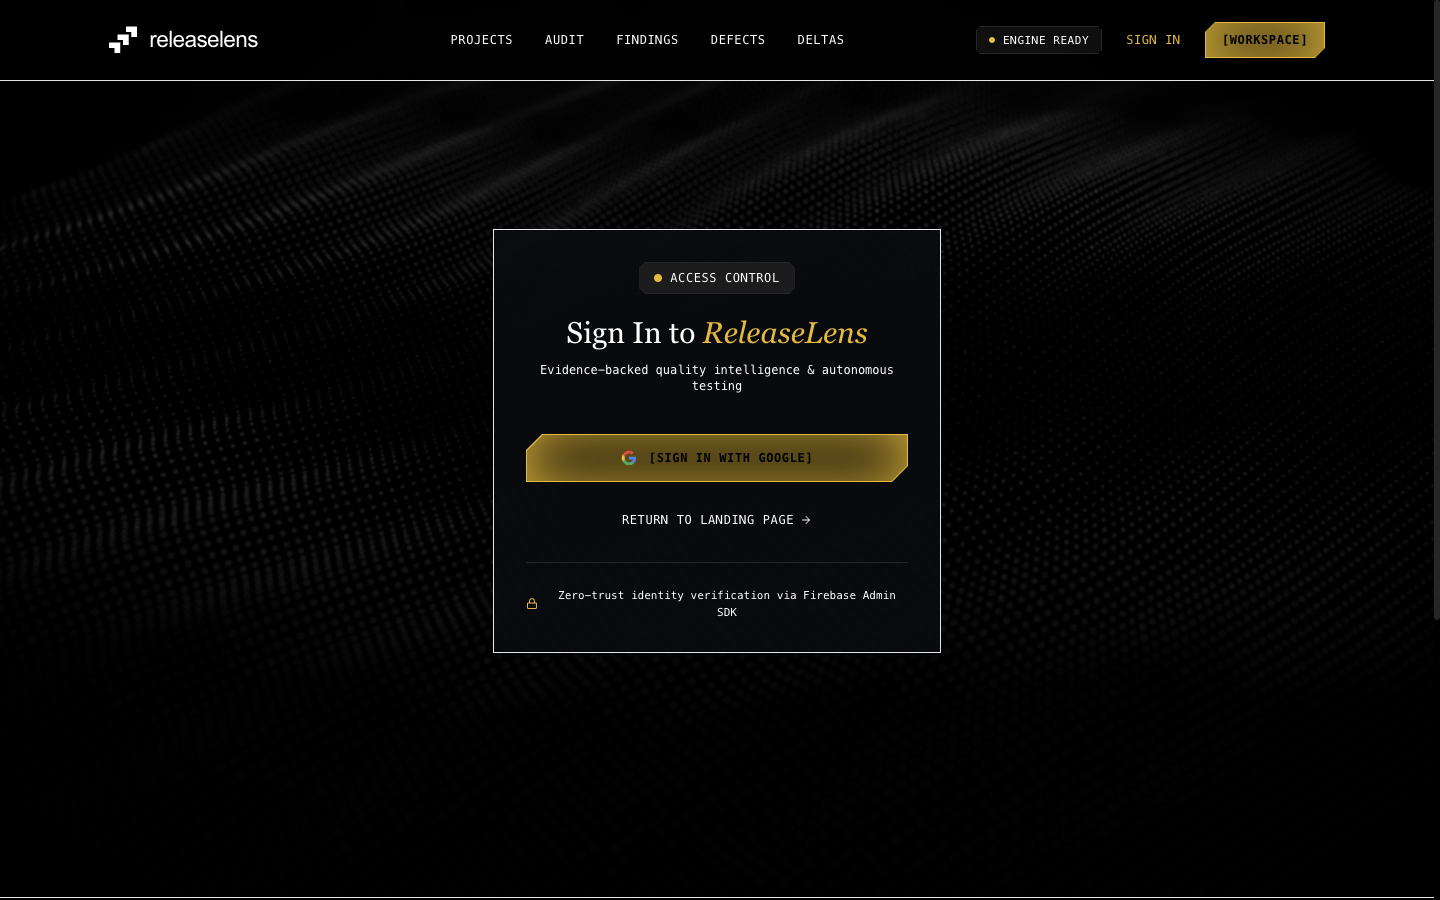 releaselens
PROJECTS AUDIT FINDINGS DEFECTS DELTAS
ENGINE READY
SIGN IN
[WORKSPACE]
ACCESS CONTROL
Sign In to ReleaseLens
Evidence-backed quality intelligence & autonomous
testing
[SIGN IN WITH GOOGLE]
RETURN TO LANDING PAGE →
Zero-trust identity verification via Firebase Admin
SDK